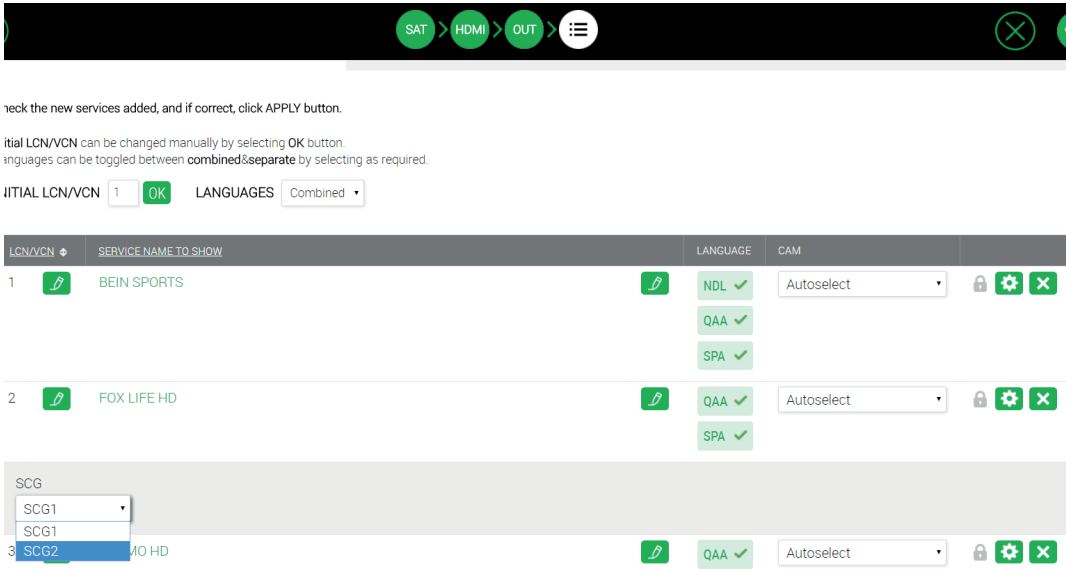 SAT HDMI OUT
heck the new services added, and if correct, click APPLY button.
itial LCN/VCN can be changed manually by selecting OK button.
anguages can be toggled between combined&separate by selecting as required.
NITIAL LCN/VCN 1 OK LANGUAGES Combined
LCN/VCN SERVICE NAME TO SHOW LANGUAGE CAM
1 BEIN SPORTS NDL Autoselect
QAA
SPA
2 FOX LIFE HD QAA Autoselect
SPA
SCG
SCG1
SCG1
3 SCG2 MO HD QAA Autoselect